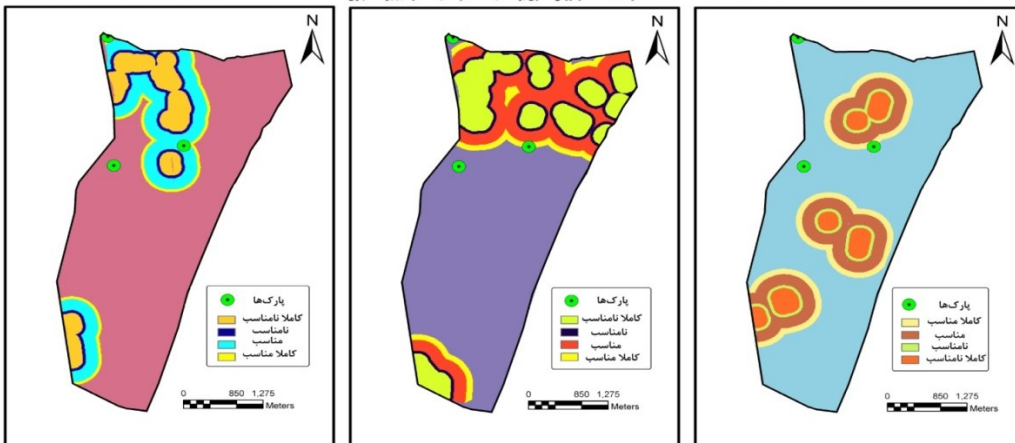 N
پارک‌ها
کاملا نامناسب
نامناسب
مناسب
کاملا مناسب
0 850 1,275
Meters
N
پارک‌ها
کاملا نامناسب
نامناسب
مناسب
کاملا مناسب
0 850 1,275
Meters
N
پارک‌ها
کاملا مناسب
مناسب
نامناسب
کاملا نامناسب
0 850 1,275
Meters